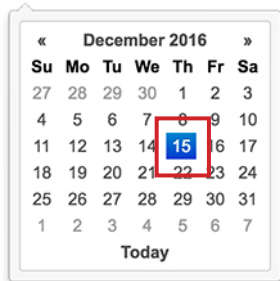 « December 2016 »
Su Mo Tu We Th Fr Sa
27 28 29 30 1 2 3
4 5 6 7 8 9 10
11 12 13 14 15 16 17
18 19 20 21 22 23 24
25 26 27 28 29 30 31
1 2 3 4 5 6 7
Today